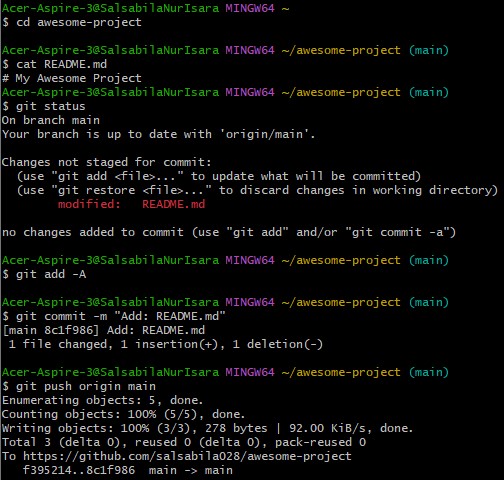 Acer-Aspire-3@SalsabilaNurIsara MINGW64 ~
$ cd awesome-project
Acer-Aspire-3@SalsabilaNurIsara MINGW64 ~/awesome-project (main)
$ cat README.md
# My Awesome Project
Acer-Aspire-3@SalsabilaNurIsara MINGW64 ~/awesome-project (main)
$ git status
On branch main
Your branch is up to date with 'origin/main'.
Changes not staged for commit:
  (use "git add <file>..." to update what will be committed)
  (use "git restore <file>..." to discard changes in working directory)
        modified:   README.md
no changes added to commit (use "git add" and/or "git commit -a")
Acer-Aspire-3@SalsabilaNurIsara MINGW64 ~/awesome-project (main)
$ git add -A
Acer-Aspire-3@SalsabilaNurIsara MINGW64 ~/awesome-project (main)
$ git commit -m "Add: README.md"
[main 8c1f986] Add: README.md
 1 file changed, 1 insertion(+), 1 deletion(-)
Acer-Aspire-3@SalsabilaNurIsara MINGW64 ~/awesome-project (main)
$ git push origin main
Enumerating objects: 5, done.
Counting objects: 100% (5/5), done.
Writing objects: 100% (3/3), 278 bytes | 92.00 KiB/s, done.
Total 3 (delta 0), reused 0 (delta 0), pack-reused 0
To https://github.com/salsabila028/awesome-project
   f395214..8c1f986  main -> main